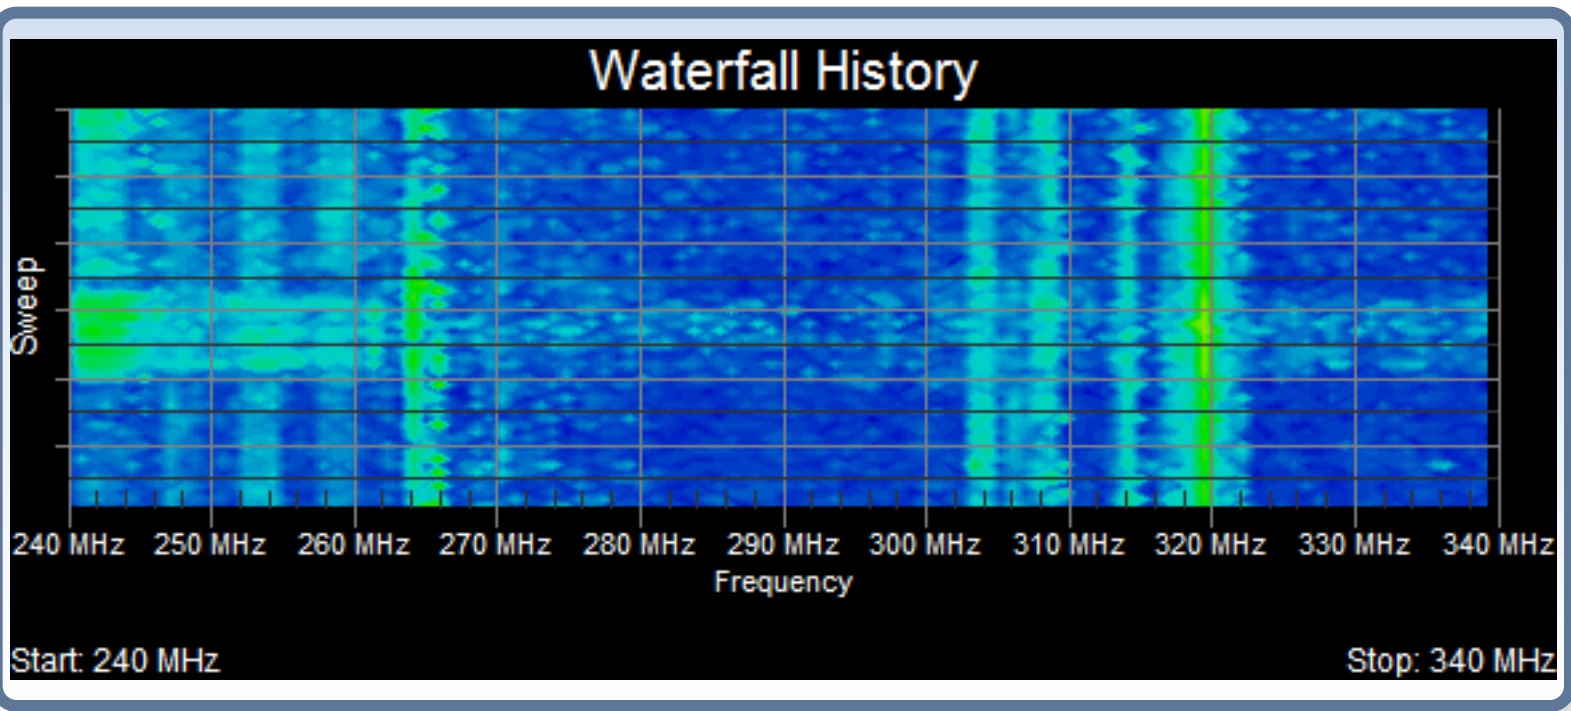 Waterfall History
Sweep
240 MHz 250 MHz 260 MHz 270 MHz 280 MHz 290 MHz 300 MHz 310 MHz 320 MHz 330 MHz 340 MHz
Frequency
Start: 240 MHz
Stop: 340 MHz